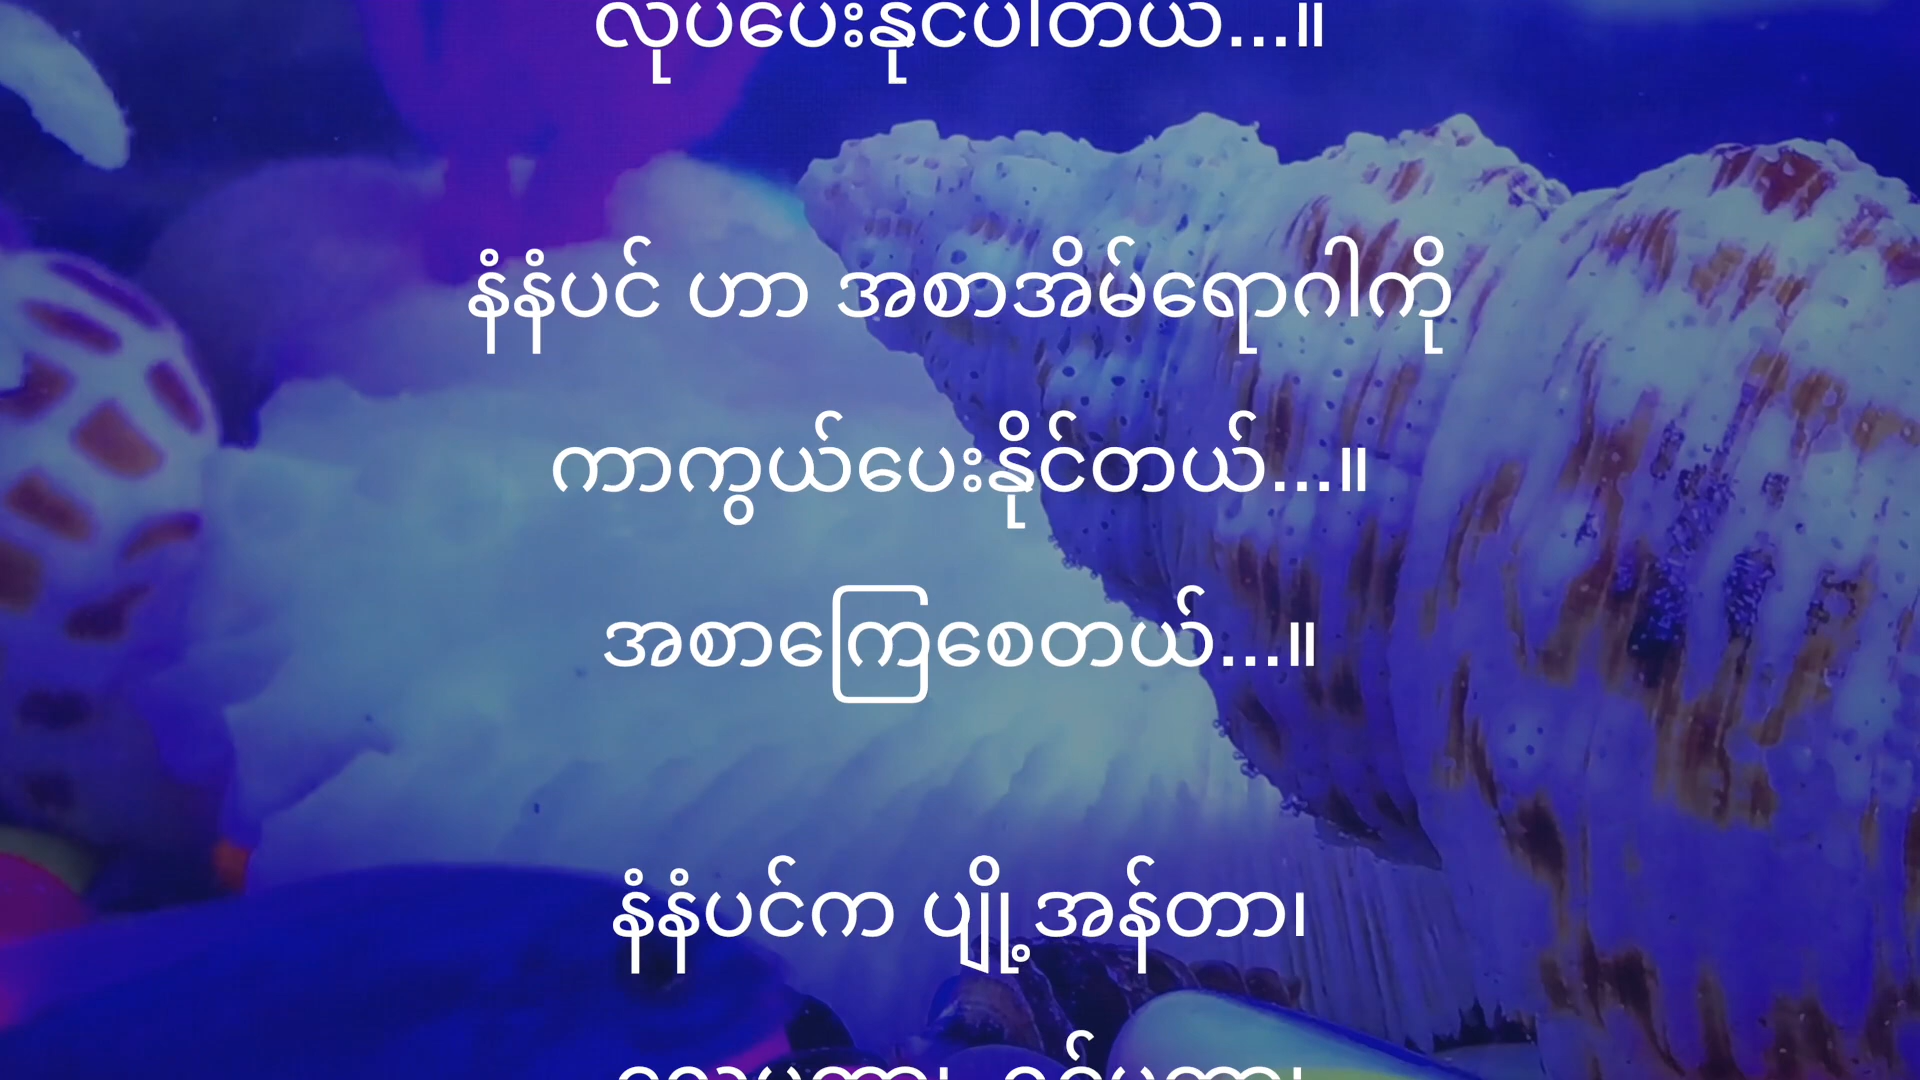 လုပ်ပေးနိုင်ပါတယ်...။
နံနံပင် ဟာ အစာအိမ်ရောဂါကို
ကာကွယ်ပေးနိုင်တယ်...။
အစာကြေစေတယ်...။
နံနံပင်က ပျို့အန်တာ၊